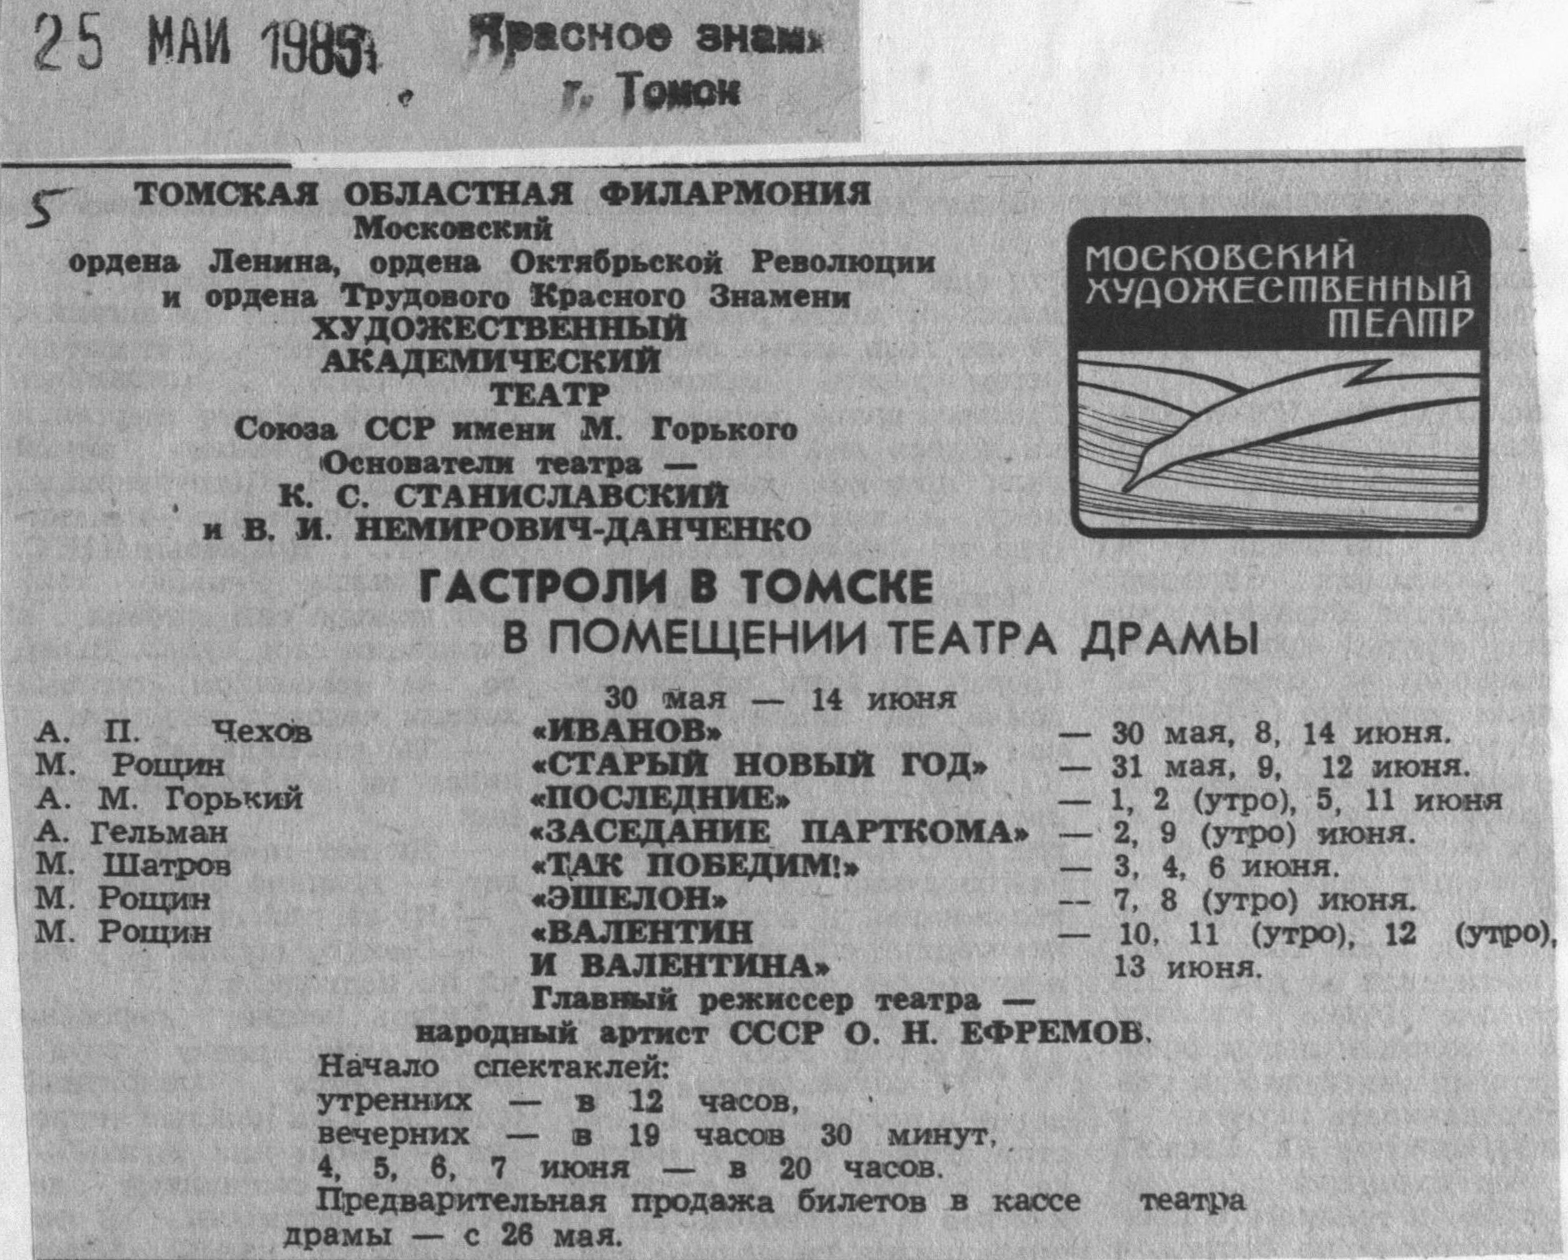 25 МАЙ 1985
Красное знамя
г. Томск
5
ТОМСКАЯ ОБЛАСТНАЯ ФИЛАРМОНИЯ
Московский
ордена Ленина, ордена Октябрьской Революции
и ордена Трудового Красного Знамени
ХУДОЖЕСТВЕННЫЙ
АКАДЕМИЧЕСКИЙ
ТЕАТР
Союза ССР имени М. Горького
Основатели театра —
К. С. СТАНИСЛАВСКИЙ
и В. И. НЕМИРОВИЧ-ДАНЧЕНКО
МОСКОВСКИЙ
ХУДОЖЕСТВЕННЫЙ
ТЕАТР
ГАСТРОЛИ В ТОМСКЕ
В ПОМЕЩЕНИИ ТЕАТРА ДРАМЫ
30 мая — 14 июня
А. П. Чехов «ИВАНОВ» — 30 мая, 8, 14 июня.
М. Рощин «СТАРЫЙ НОВЫЙ ГОД» — 31 мая, 9, 12 июня.
А. М. Горький «ПОСЛЕДНИЕ» — 1, 2 (утро), 5, 11 июня
А. Гельман «ЗАСЕДАНИЕ ПАРТКОМА» — 2, 9 (утро) июня.
М. Шатров «ТАК ПОБЕДИМ!» — 3, 4, 6 июня.
М. Рощин «ЭШЕЛОН» — 7, 8 (утро) июня.
М. Рощин «ВАЛЕНТИН — 10, 11 (утро), 12 (утро),
И ВАЛЕНТИНА» 13 июня.
Главный режиссер театра —
народный артист СССР О. Н. ЕФРЕМОВ.
Начало спектаклей:
утренних — в 12 часов,
вечерних — в 19 часов 30 минут,
4, 5, 6, 7 июня — в 20 часов.
Предварительная продажа билетов в кассе театра
драмы — с 26 мая.